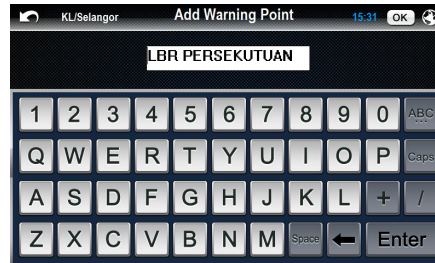 KL/Selangor Add Warning Point 15:31 OK
LBR PERSEKUTUAN
1 2 3 4 5 6 7 8 9 0 ABC...
Q W E R T Y U I O P Caps
A S D F G H J K L + /
Z X C V B N M Space Enter